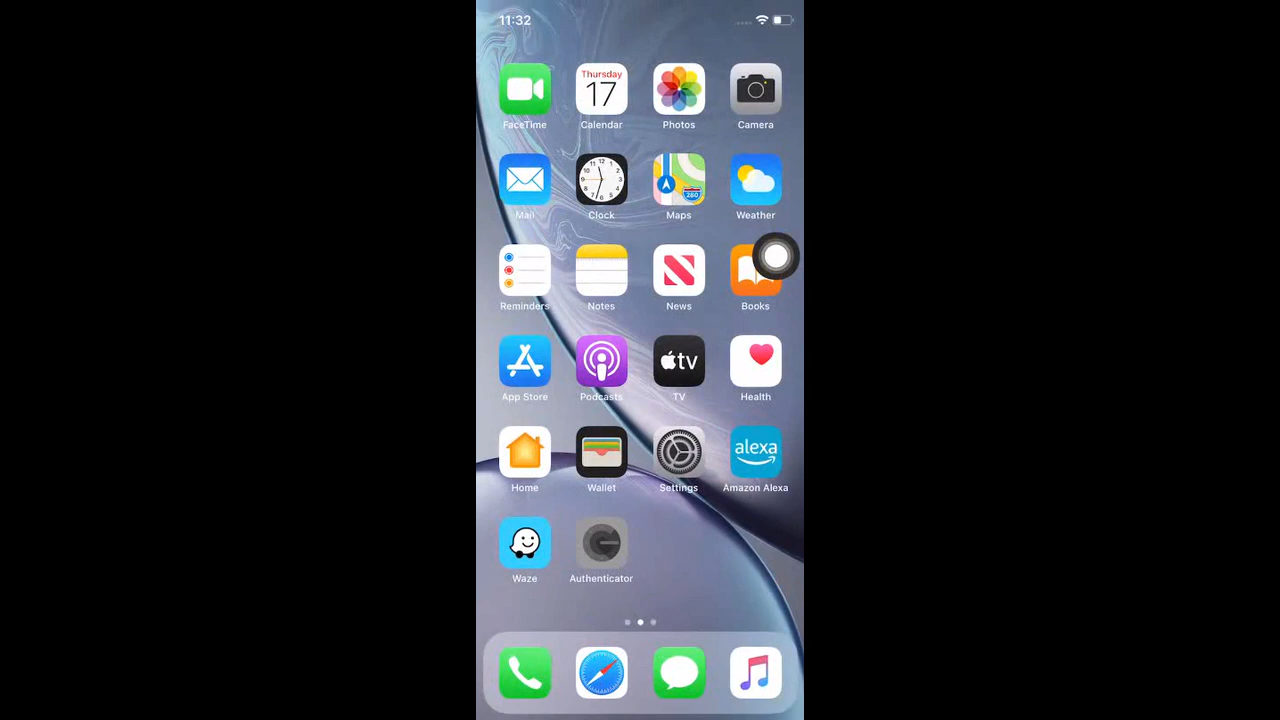 11:32
Thursday
17
FaceTime Calendar Photos Camera
280
Mail Clock Maps Weather
Reminders Notes News Books
tv
App Store Podcasts TV Health
alexa
Home Wallet Settings Amazon Alexa
Waze Authenticator